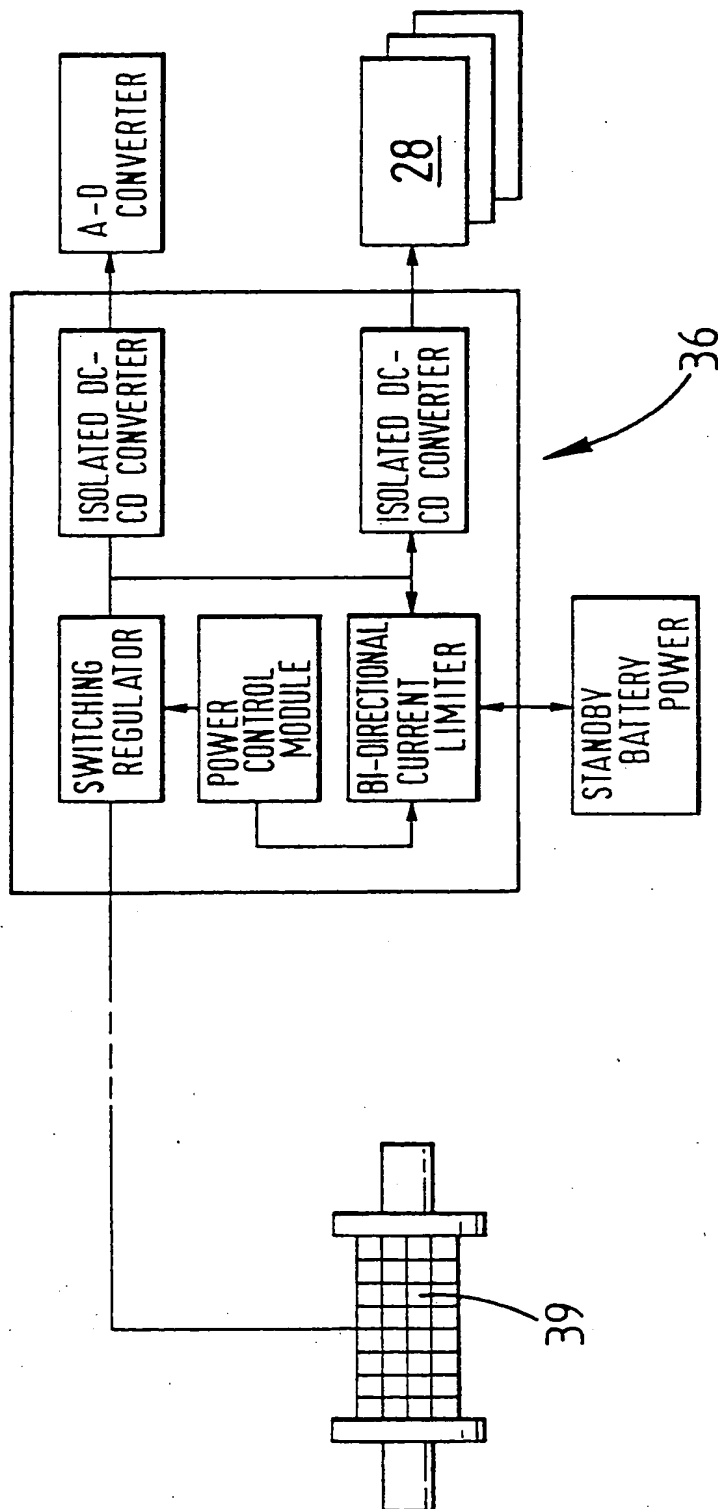 A-D
CONVERTER
28
ISOLATED DC-
CD CONVERTER
ISOLATED DC-
CD CONVERTER
36
SWITCHING
REGULATOR
POWER
CONTROL
MODULE
BI-DIRECTIONAL
CURRENT
LIMITER
STANDBY
BATTERY
POWER
39